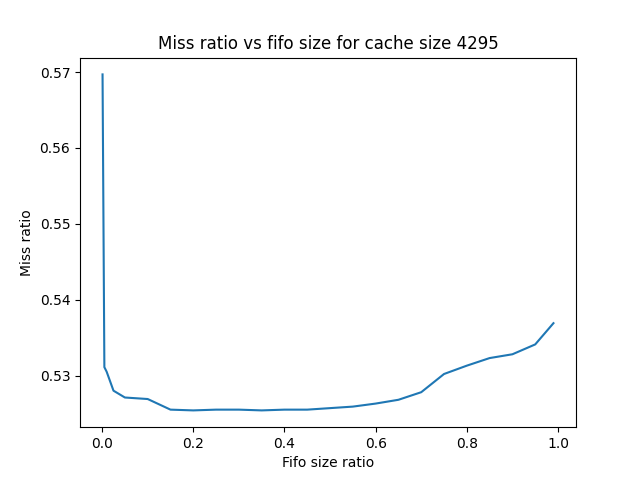 Miss ratio vs fifo size for cache size 4295
0.57
0.56
0.55
0.54
0.53
Miss ratio
0.0 0.2 0.4 0.6 0.8 1.0
Fifo size ratio